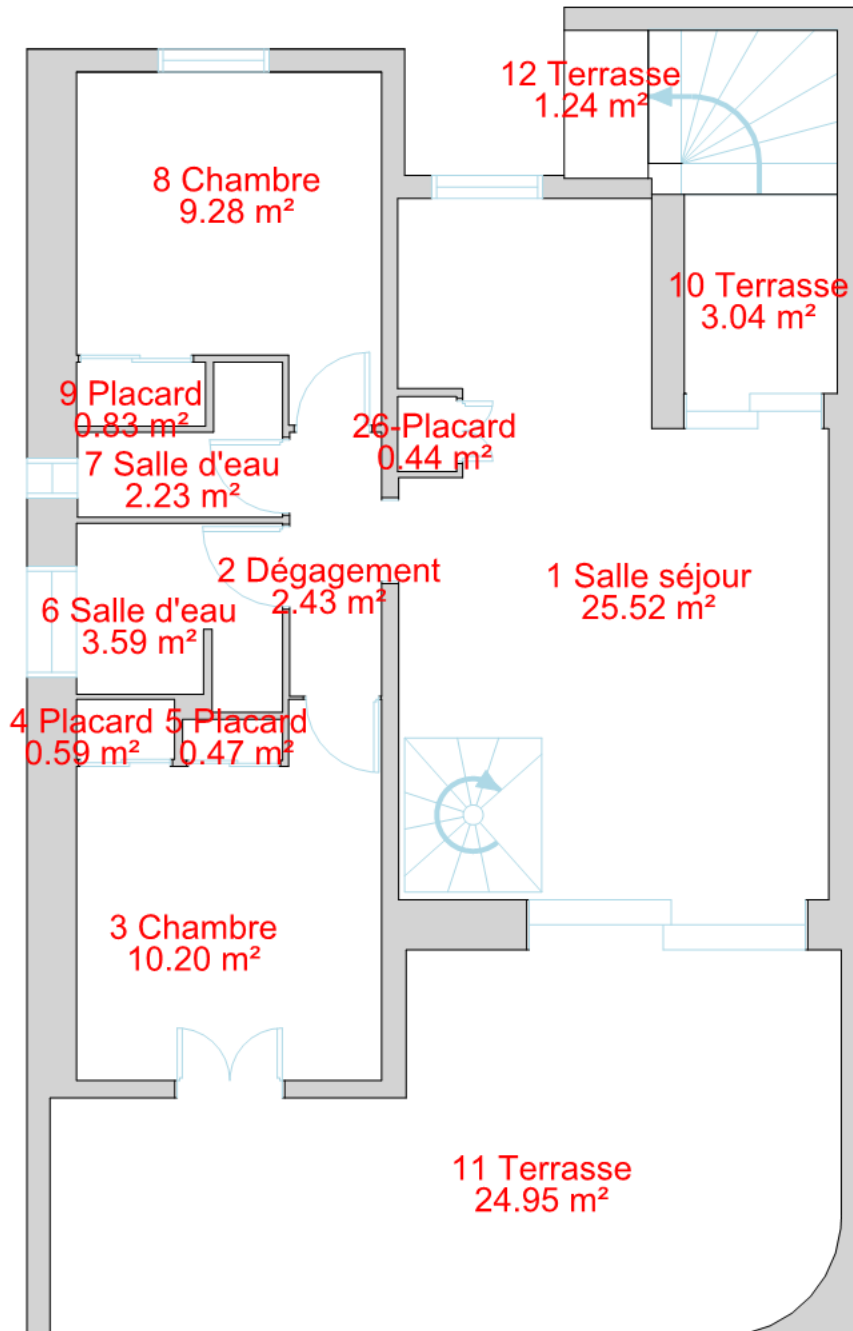 12 Terrasse
1.24 m²
8 Chambre
9.28 m²
10 Terrasse
3.04 m²
9 Placard
0.83 m²
26-Placard
0.44 m²
7 Salle d'eau
2.23 m²
2 Dégagement
2.43 m²
1 Salle séjour
25.52 m²
6 Salle d'eau
3.59 m²
4 Placard
0.59 m²
5 Placard
0.47 m²
3 Chambre
10.20 m²
11 Terrasse
24.95 m²